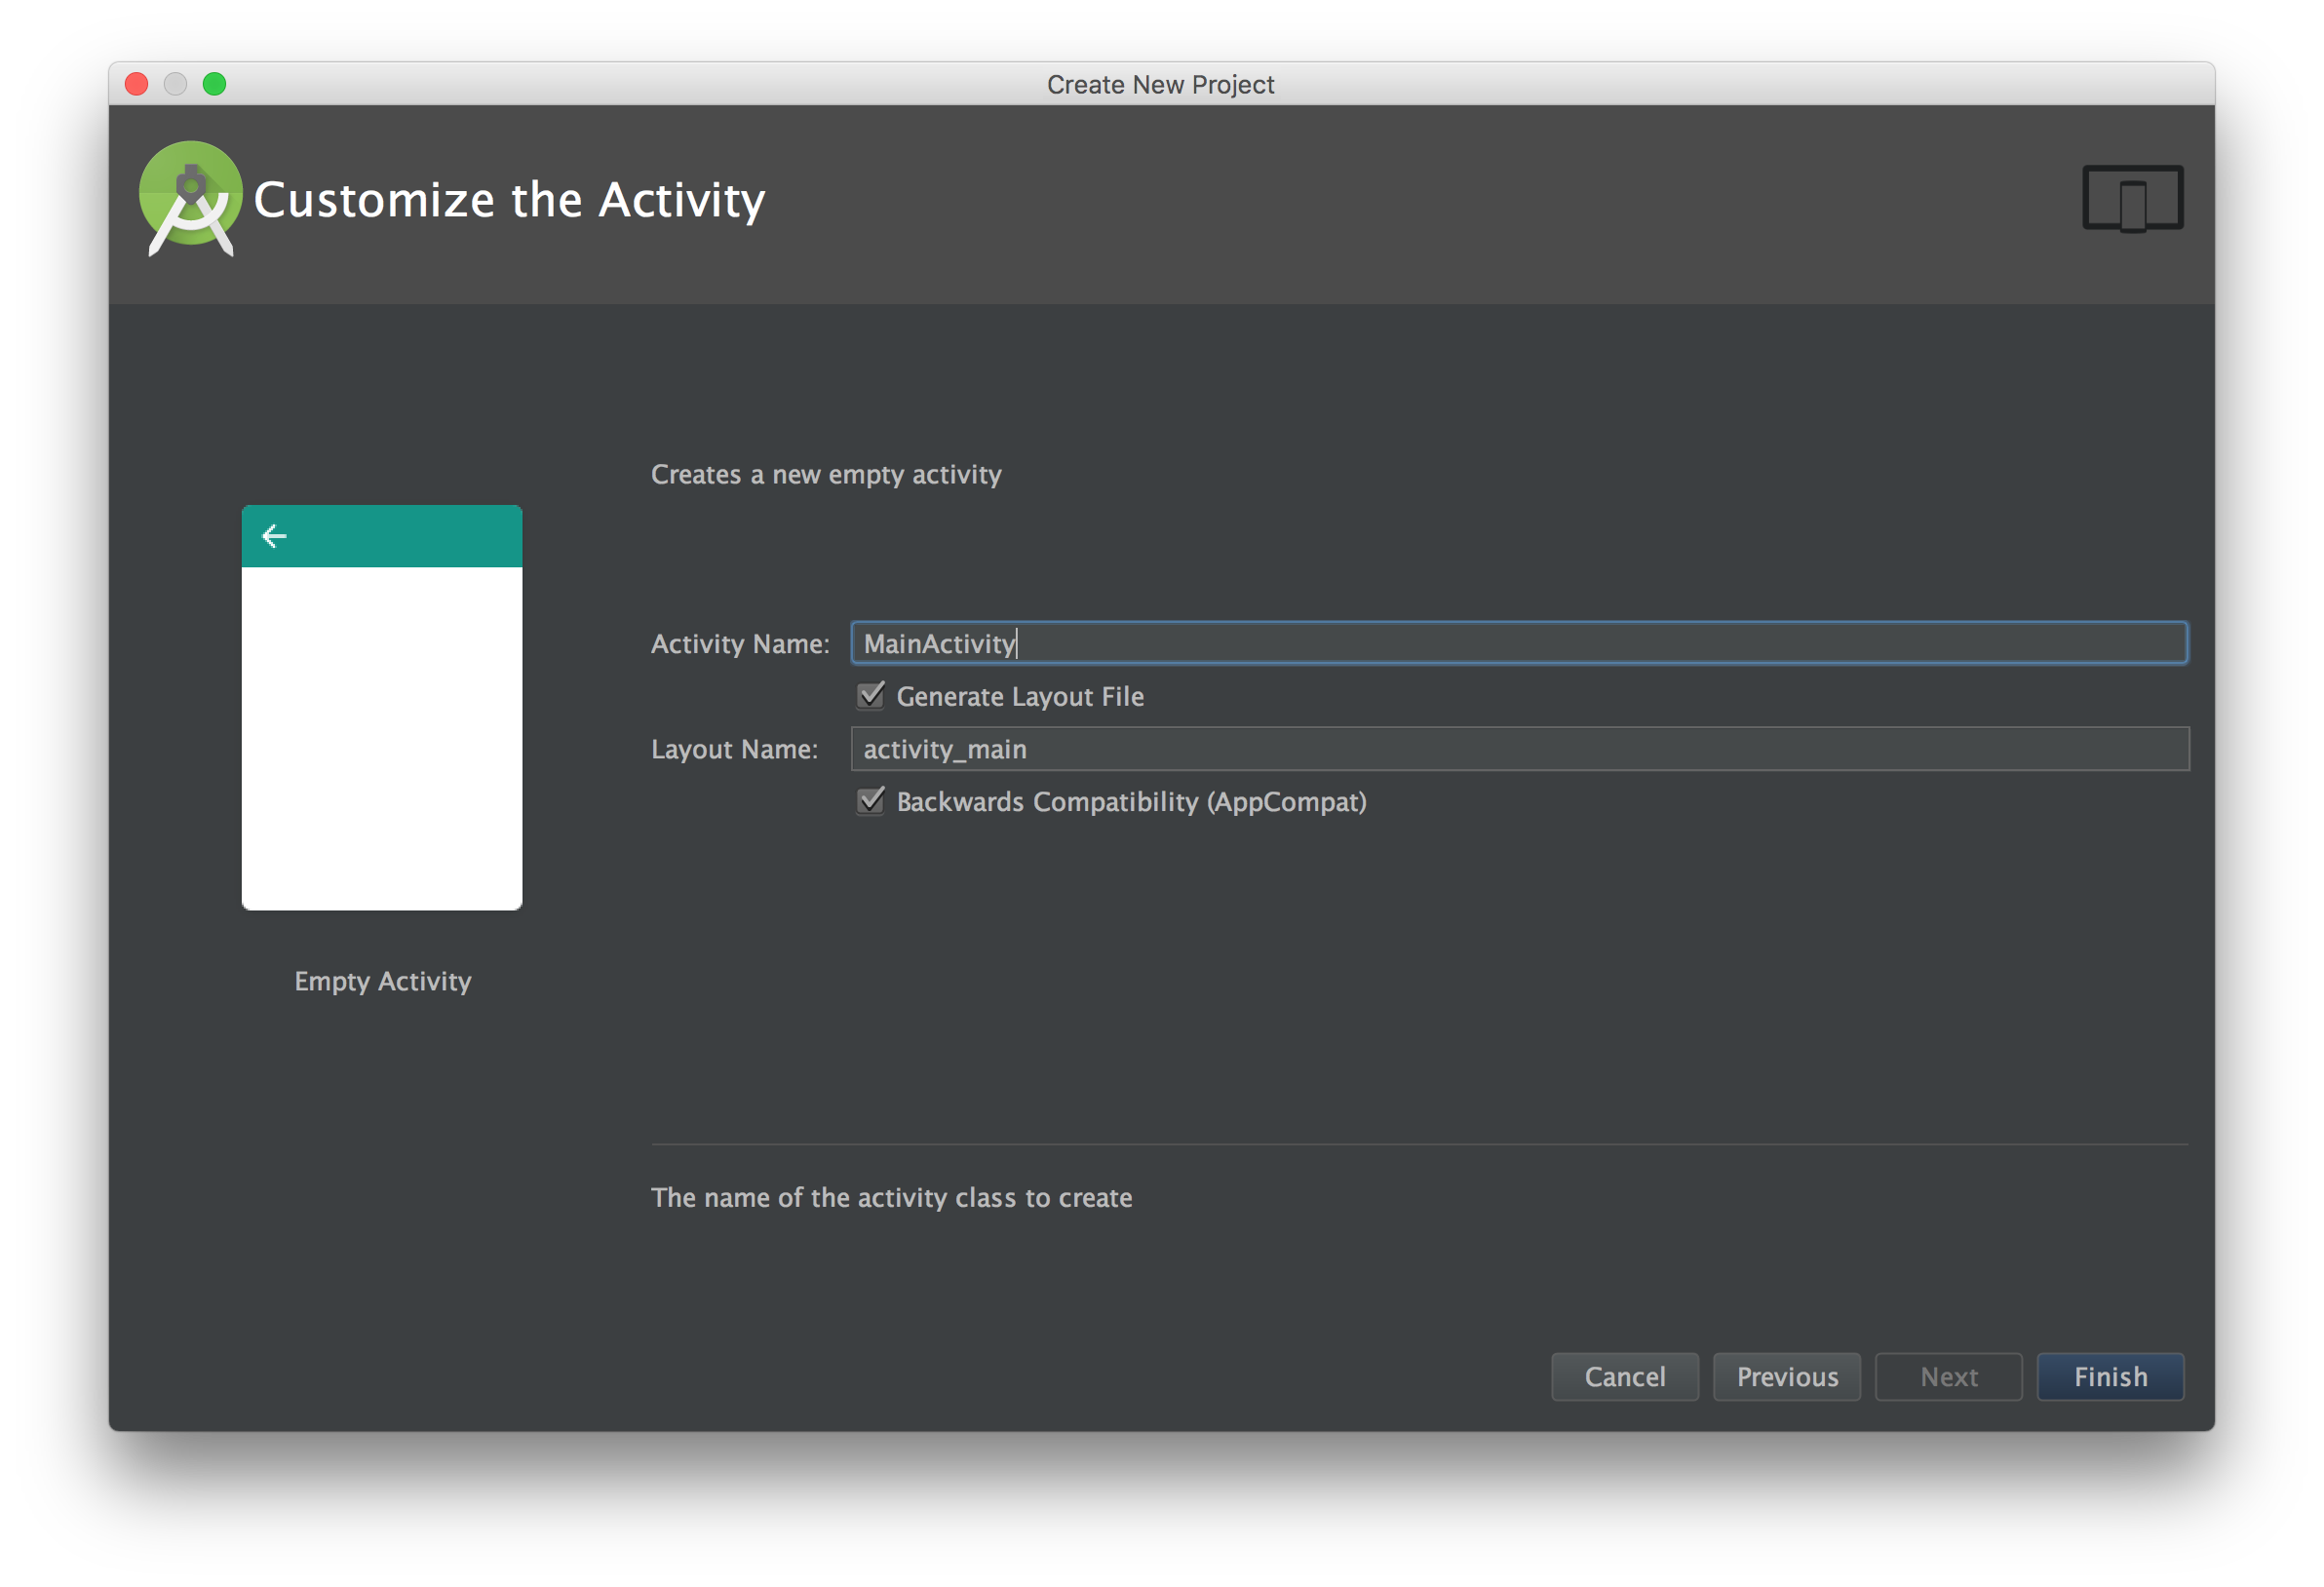 Create New Project
Customize the Activity
Creates a new empty activity
Activity Name: MainActivity
Generate Layout File
Layout Name: activity_main
Backwards Compatibility (AppCompat)
Empty Activity
The name of the activity class to create
Cancel Previous Next Finish